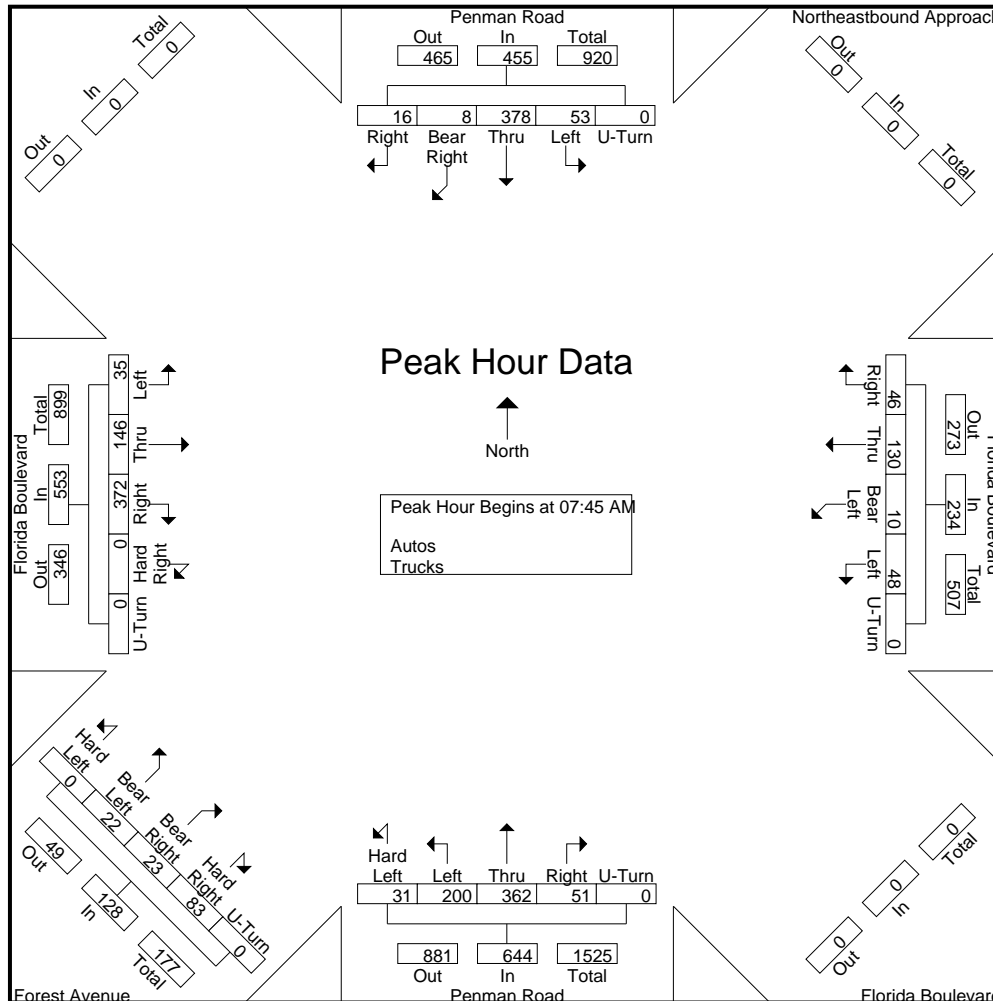 Penman Road
Out In Total
465 455 920
16 8 378 53 0
Right Bear Right Thru Left U-Turn
Northeastbound Approach
Out In Total
0 0 0
Total In Out
0 0 0
Florida Boulevard
Total In Out
899 553 346
35 146 372 0 0
Left Thru Right Hard Right U-Turn
Peak Hour Data
North
Peak Hour Begins at 07:45 AM
Autos
Trucks
Right Thru Bear Left Left U-Turn
46 130 10 48 0
Out In Total
273 234 507
Florida Boulevard
Hard Left Bear Left Bear Right Hard Right U-Turn
0 22 23 83 0
49 128 177
Out In Total
Forest Avenue
Hard Left Left Thru Right U-Turn
31 200 362 51 0
881 644 1525
Out In Total
Penman Road
0 0 0
Out In Total
Florida Boulevard